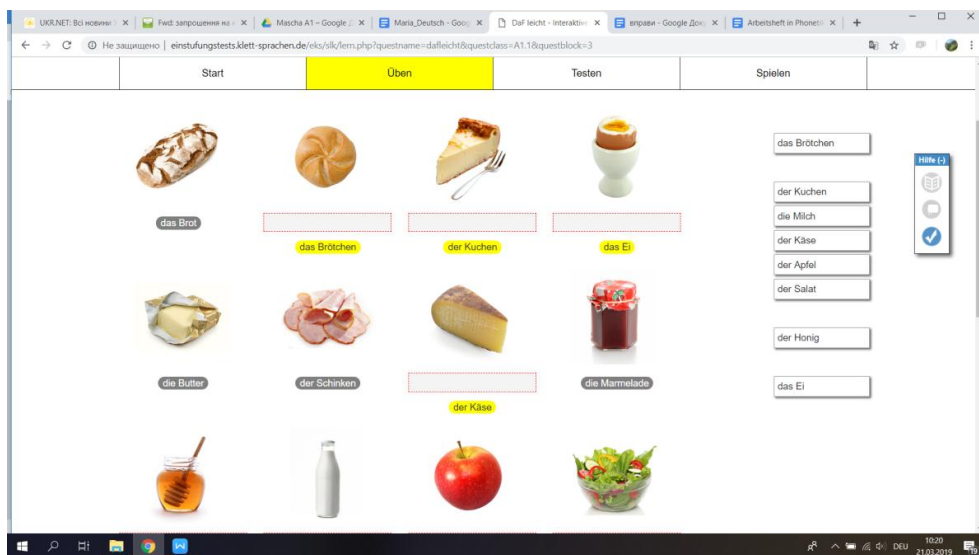 UKR.NET: Всі новини
Fwd: запрошення на
Mascha A1 – Google
Maria_Deutsch - Goog
DaF leicht - Interaktive
вправи - Google Док
Arbeitsheft in Phoneti
Не защищено | einstufungstests.klett-sprachen.de/eks/slk/lern.php?questname=dafleicht&questclass=A1.1&questblock=3
Start
Üben
Testen
Spielen
das Brötchen
Hilfe (-)
der Kuchen
die Milch
der Käse
der Apfel
der Salat
der Honig
das Ei
das Brot
das Brötchen
der Kuchen
das Ei
die Butter
der Schinken
die Marmelade
der Käse
DEU
10:20
21.03.2019